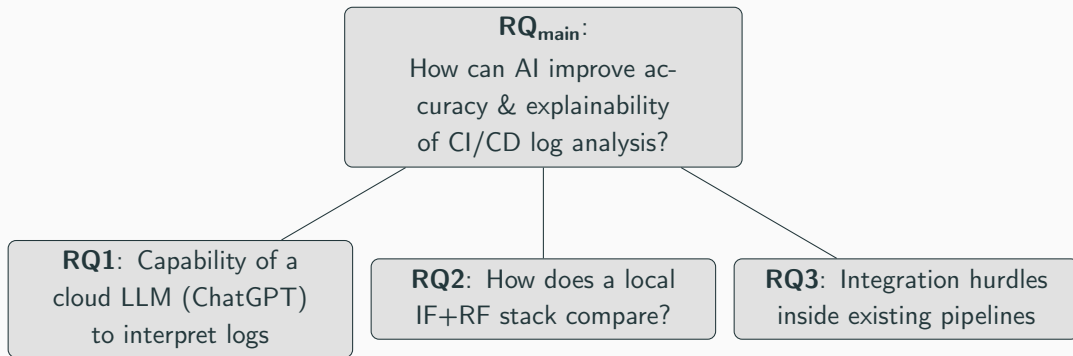 RQmain:
How can AI improve ac-
curacy & explainability
of CI/CD log analysis?
RQ1: Capability of a
cloud LLM (ChatGPT)
to interpret logs
RQ2: How does a local
IF+RF stack compare?
RQ3: Integration hurdles
inside existing pipelines